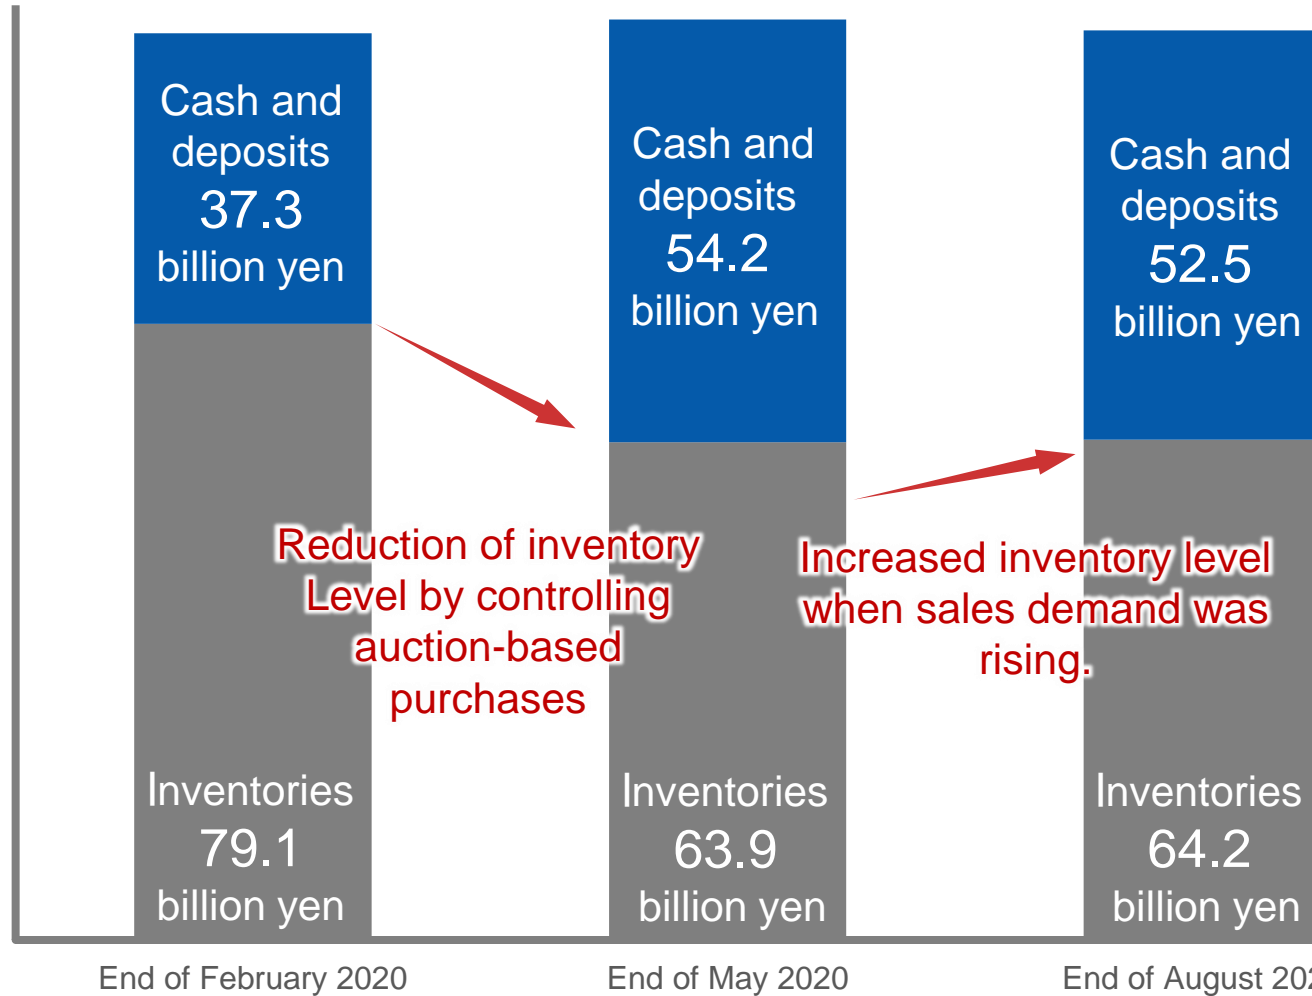 Cash and
deposits
37.3
billion yen
Cash and
deposits
54.2
billion yen
Cash and
deposits
52.5
billion yen
Reduction of inventory
Level by controlling
auction-based
purchases
Increased inventory level
when sales demand was
rising.
Inventories
79.1
billion yen
Inventories
63.9
billion yen
Inventories
64.2
billion yen
End of February 2020
End of May 2020
End of August